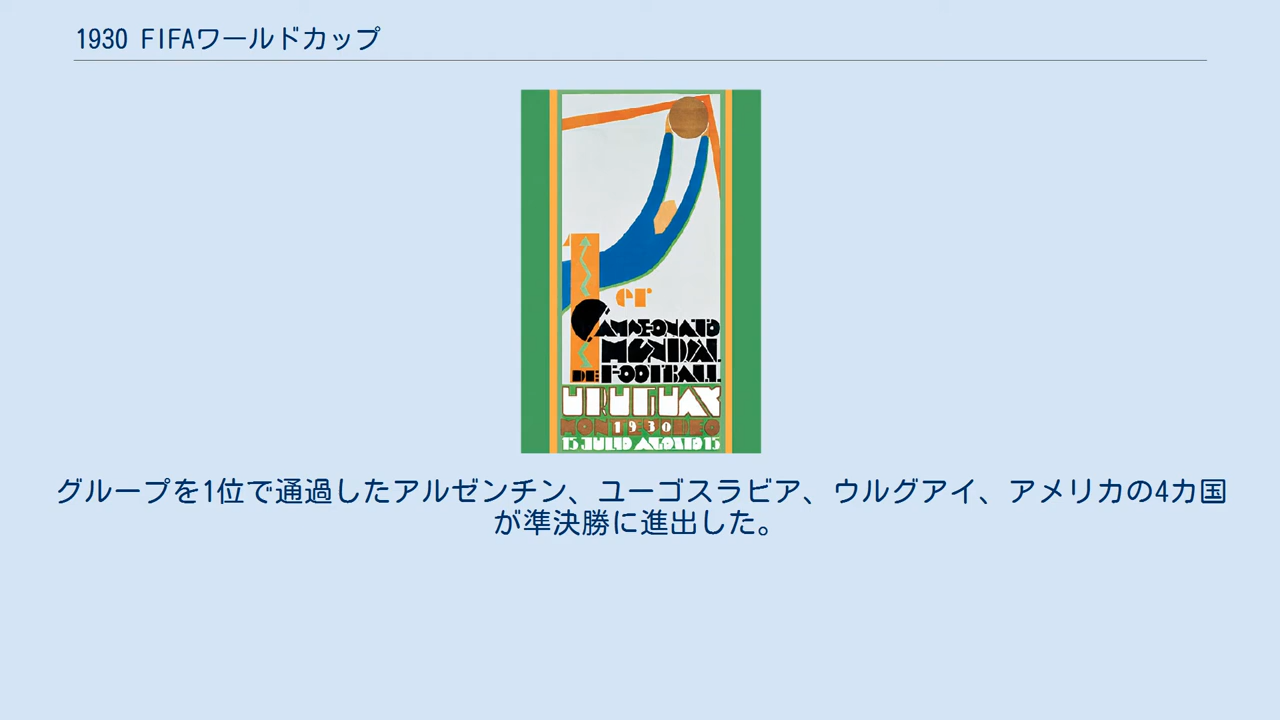 1930 FIFAワールドカップ
1er
CAMPEONATO
MUNDIAL
DE FOOTBALL
URUGUAY
MONTEVIDEO
1930
15 JULIO AGOSTO 15
グループを1位で通過したアルゼンチン、ユーゴスラビア、ウルグアイ、アメリカの4カ国
が準決勝に進出した。